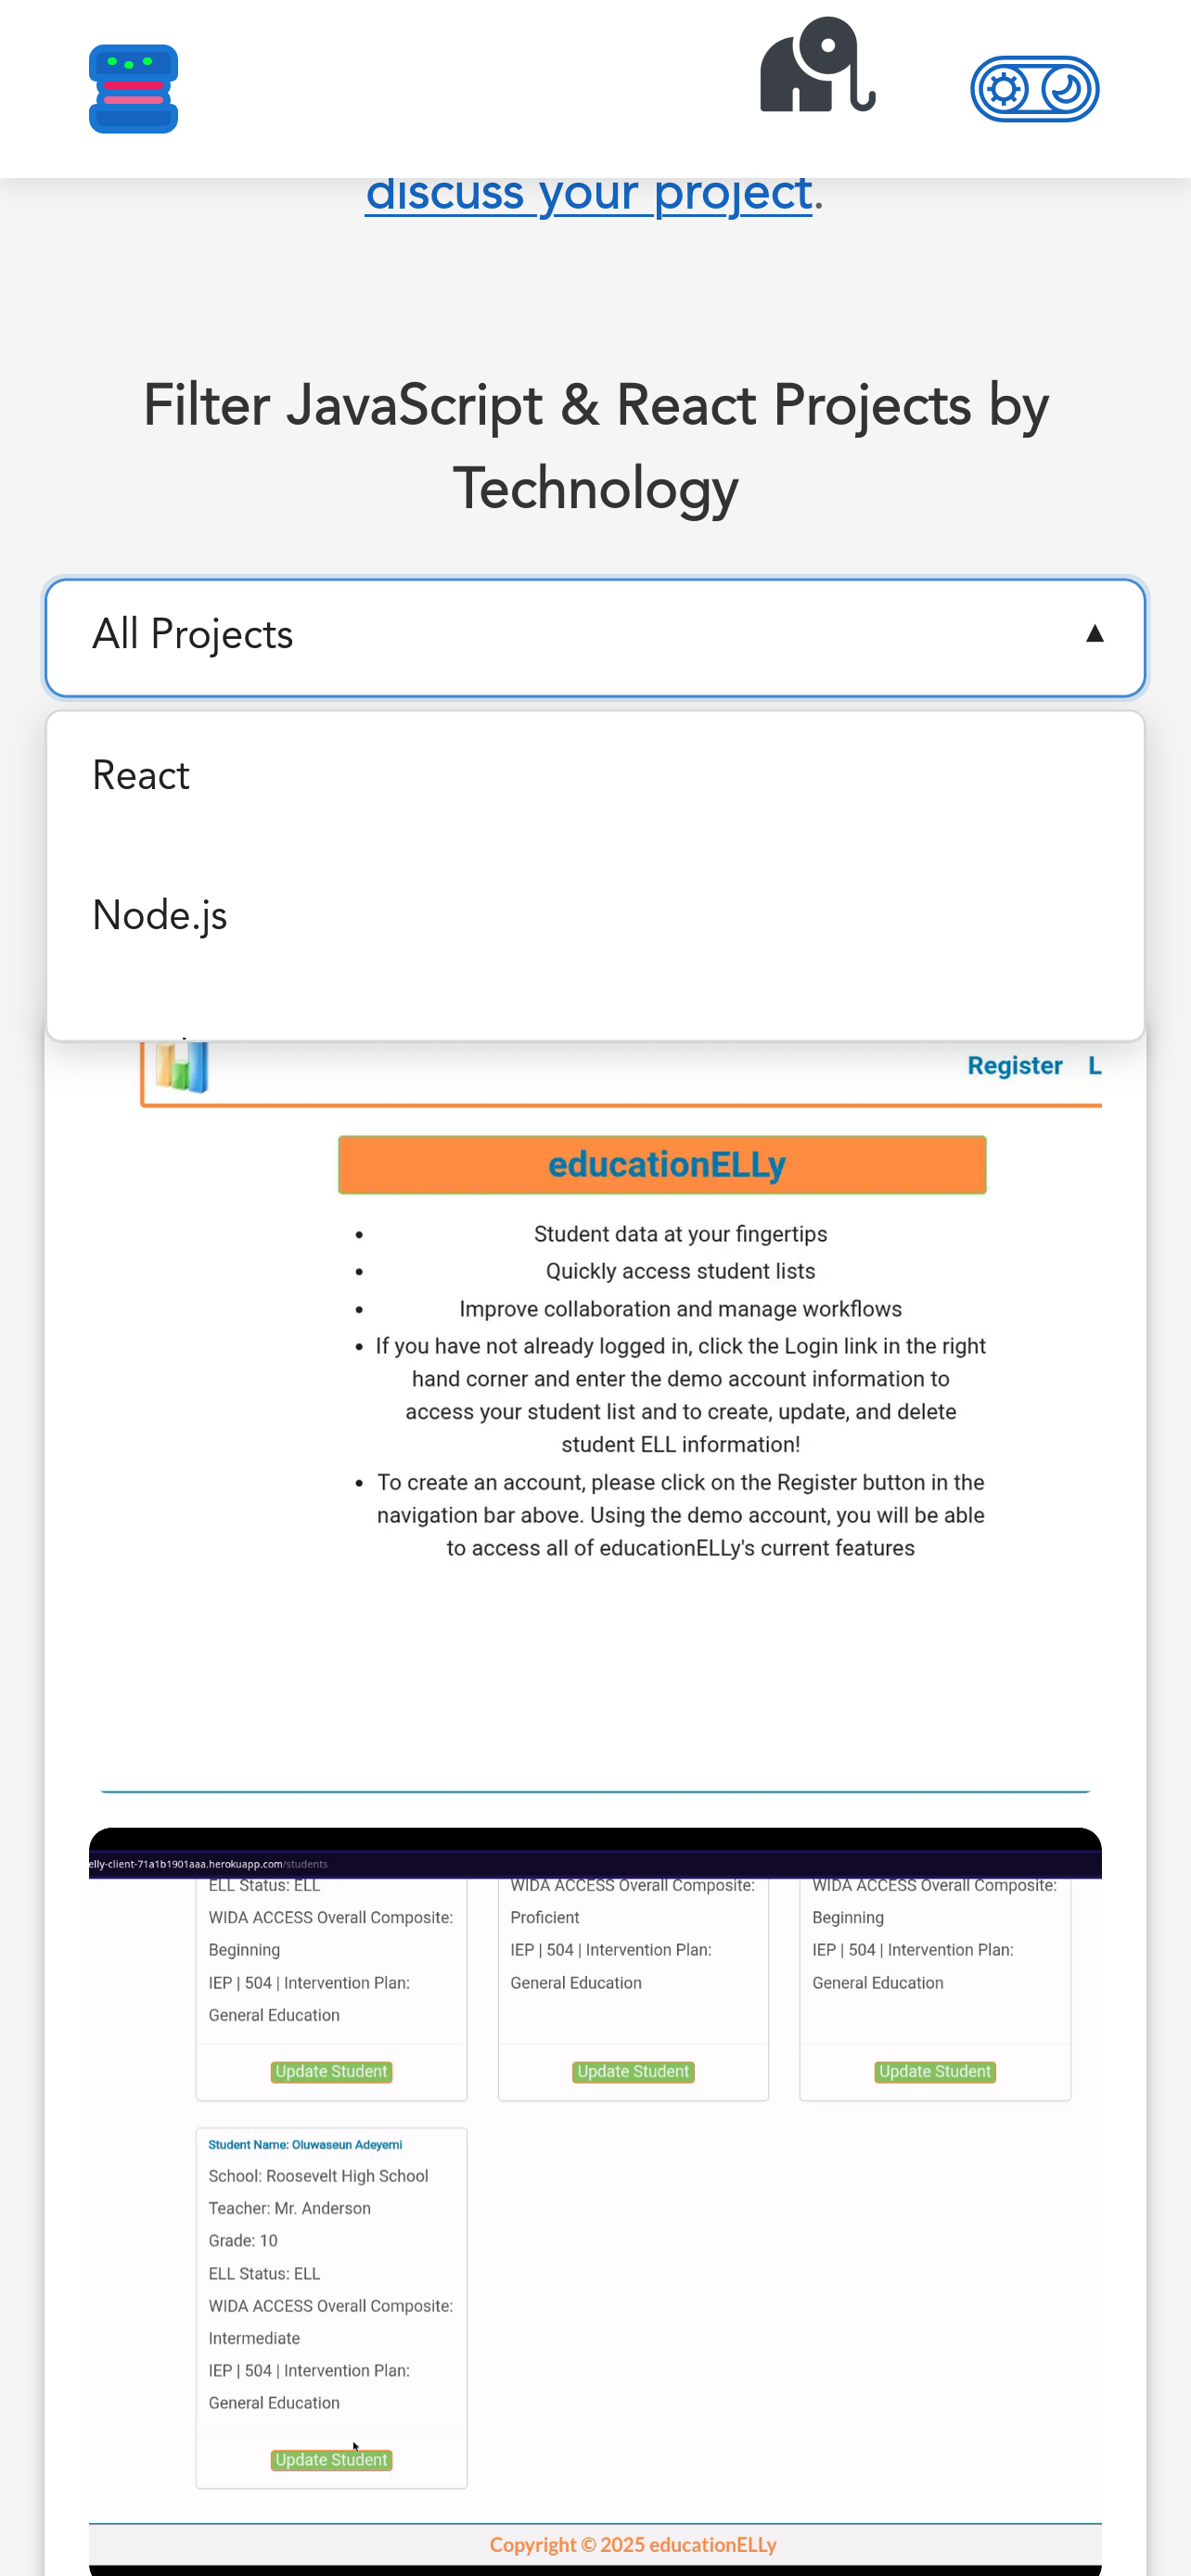 discuss your project.
Filter JavaScript & React Projects by
Technology
All Projects
▲
React
Node.js
Register L
educationELLy
• Student data at your fingertips
• Quickly access student lists
• Improve collaboration and manage workflows
• If you have not already logged in, click the Login link in the right
hand corner and enter the demo account information to
access your student list and to create, update, and delete
student ELL information!
• To create an account, please click on the Register button in the
navigation bar above. Using the demo account, you will be able
to access all of educationELLy's current features
elly-client-71a1b1901aaa.herokuapp.com/students
ELL Status: ELL
WIDA ACCESS Overall Composite:
Beginning
IEP | 504 | Intervention Plan:
General Education
Update Student
WIDA ACCESS Overall Composite:
Proficient
IEP | 504 | Intervention Plan:
General Education
Update Student
WIDA ACCESS Overall Composite:
Beginning
IEP | 504 | Intervention Plan:
General Education
Update Student
Student Name: Oluwaseun Adeyemi
School: Roosevelt High School
Teacher: Mr. Anderson
Grade: 10
ELL Status: ELL
WIDA ACCESS Overall Composite:
Intermediate
IEP | 504 | Intervention Plan:
General Education
Update Student
Copyright © 2025 educationELLy